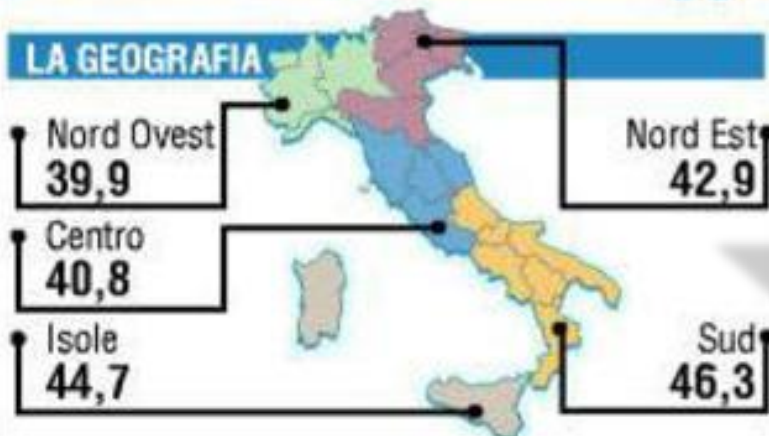 LA GEOGRAFIA
Nord Ovest
39,9
Nord Est
42,9
Centro
40,8
Isole
44,7
Sud
46,3